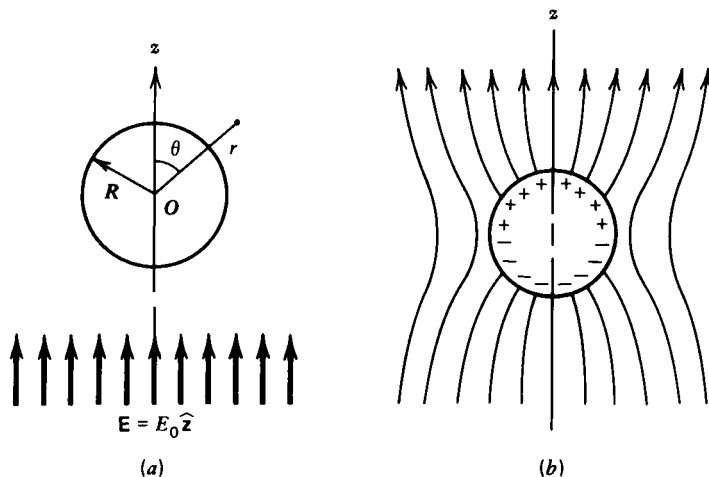 z
θ
r
R
O
E = E₀ẑ
(a)
z
+ + + + + + + +
− − − − − − − −
(b)